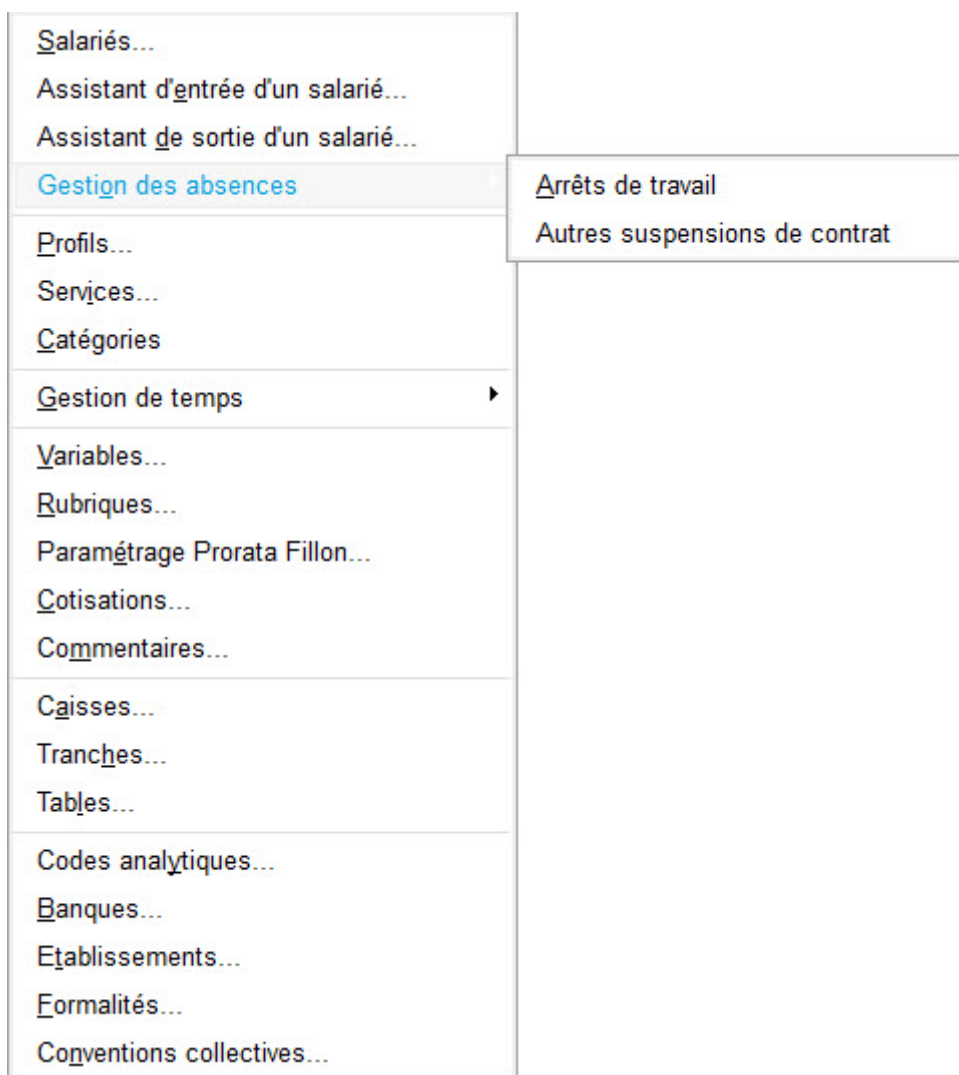 Salariés...
Assistant d'entrée d'un salarié...
Assistant de sortie d'un salarié...
Gestion des absences
Arrêts de travail
Autres suspensions de contrat
Profils...
Services...
Catégories
Gestion de temps
Variables...
Rubriques...
Paramétrage Prorata Fillon...
Cotisations...
Commentaires...
Caisses...
Tranches...
Tables...
Codes analytiques...
Banques...
Etablissements...
Formalités...
Conventions collectives...